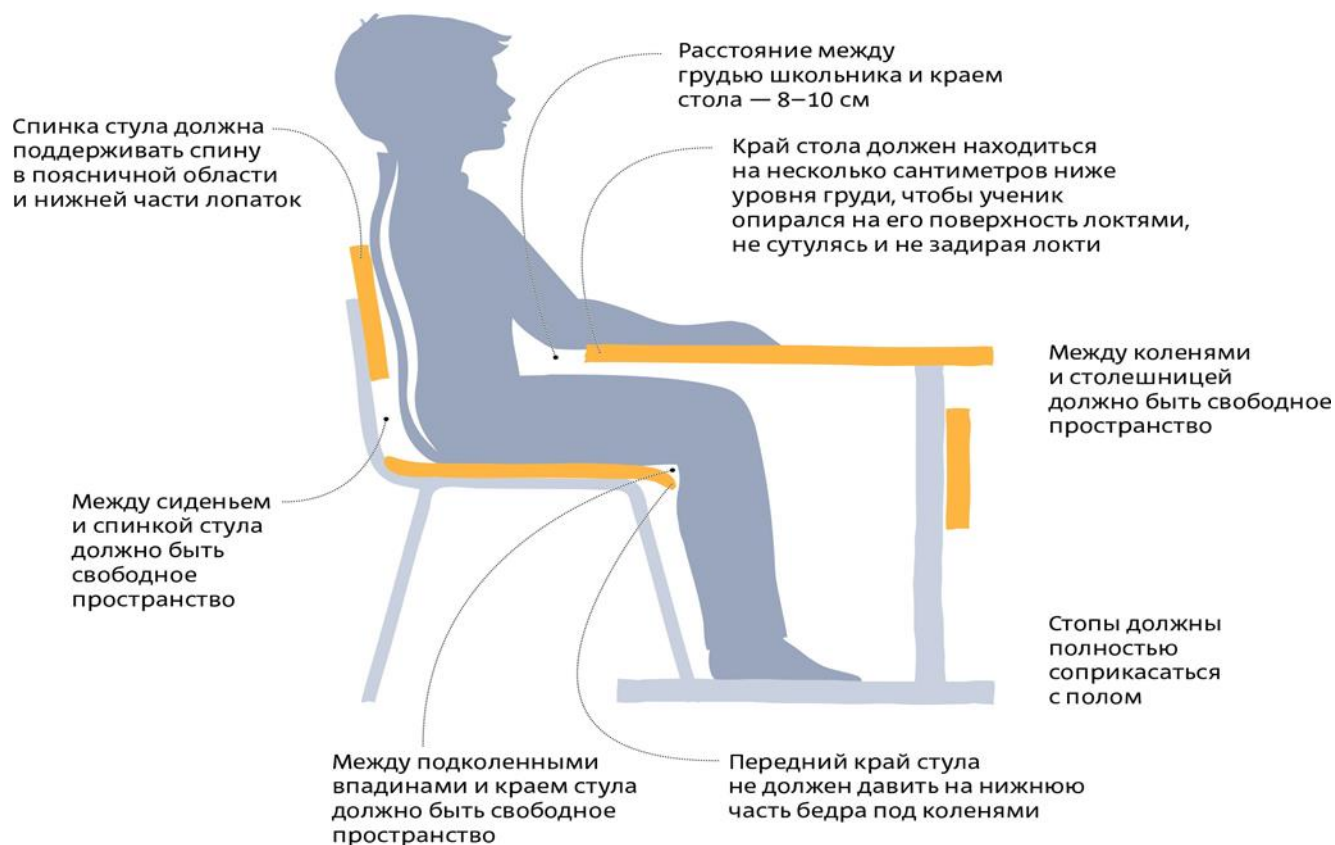 Расстояние между
грудью школьника и краем
стола — 8–10 см
Спинка стула должна
поддерживать спину
в поясничной области
и нижней части лопаток
Край стола должен находиться
на несколько сантиметров ниже
уровня груди, чтобы ученик
опирался на его поверхность локтями,
не сутулясь и не задирая локти
Между коленями
и столешницей
должно быть свободное
пространство
Между сиденьем
и спинкой стула
должно быть
свободное
пространство
Стопы должны
полностью
соприкасаться
с полом
Между подколенными
впадинами и краем стула
должно быть свободное
пространство
Передний край стула
не должен давить на нижнюю
часть бедра под коленями